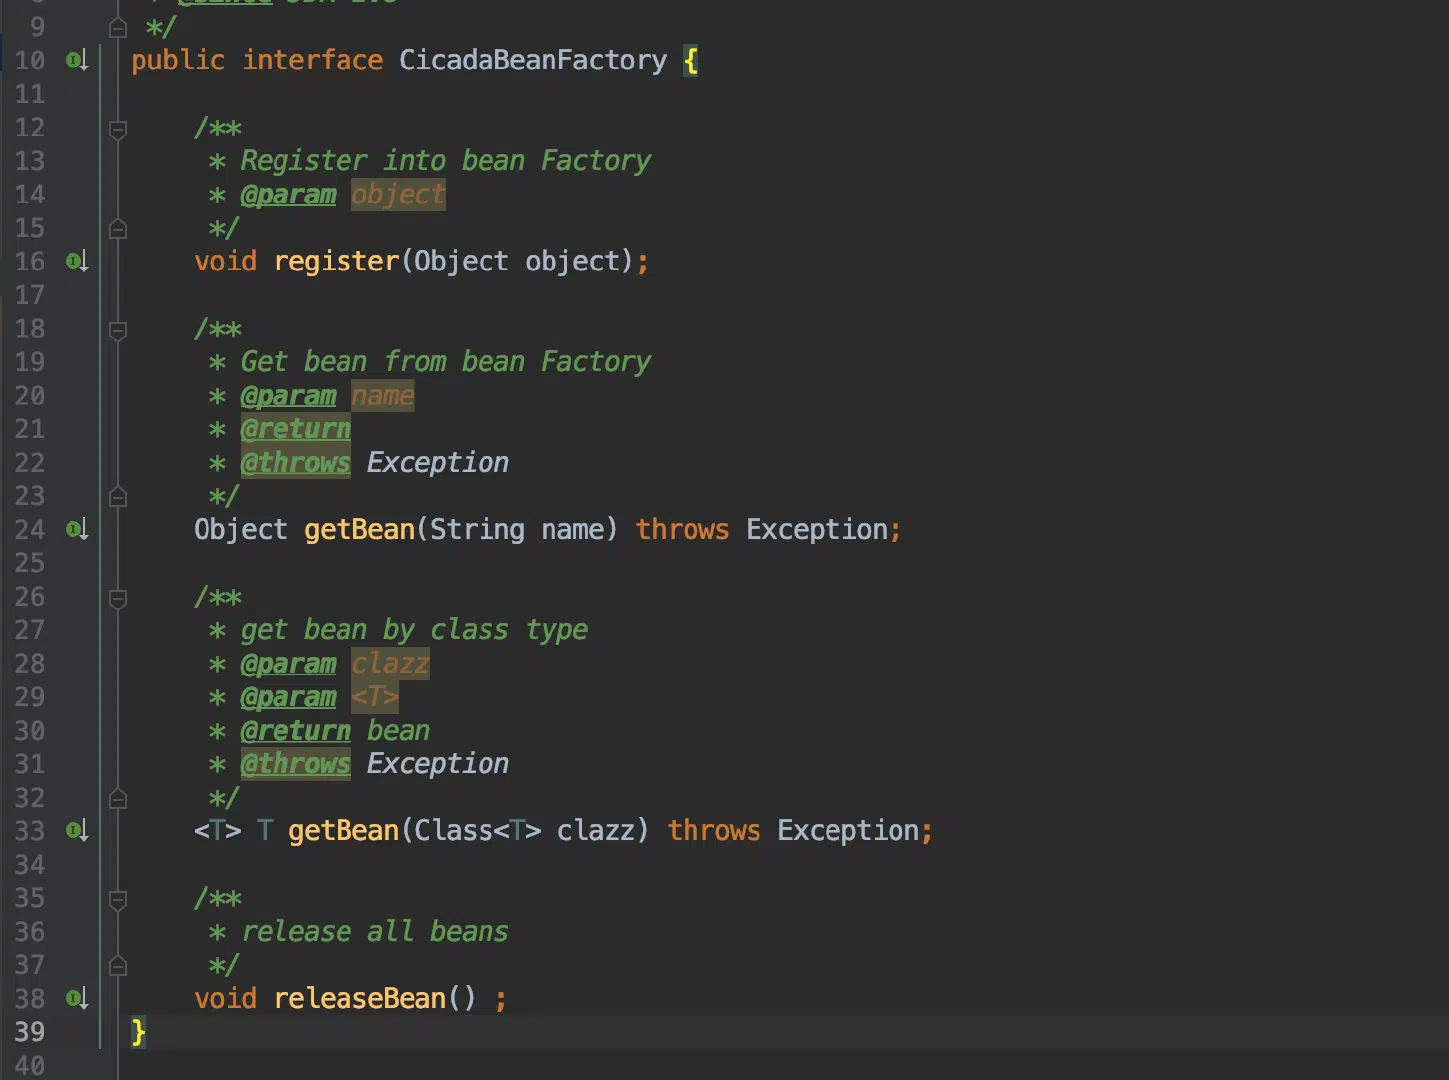 9 */
10 public interface CicadaBeanFactory {
11
12 /**
13 * Register into bean Factory
14 * @param object
15 */
16 void register(Object object);
17
18 /**
19 * Get bean from bean Factory
20 * @param name
21 * @return
22 * @throws Exception
23 */
24 Object getBean(String name) throws Exception;
25
26 /**
27 * get bean by class type
28 * @param clazz
29 * @param <T>
30 * @return bean
31 * @throws Exception
32 */
33 <T> T getBean(Class<T> clazz) throws Exception;
34
35 /**
36 * release all beans
37 */
38 void releaseBean() ;
39 }
40